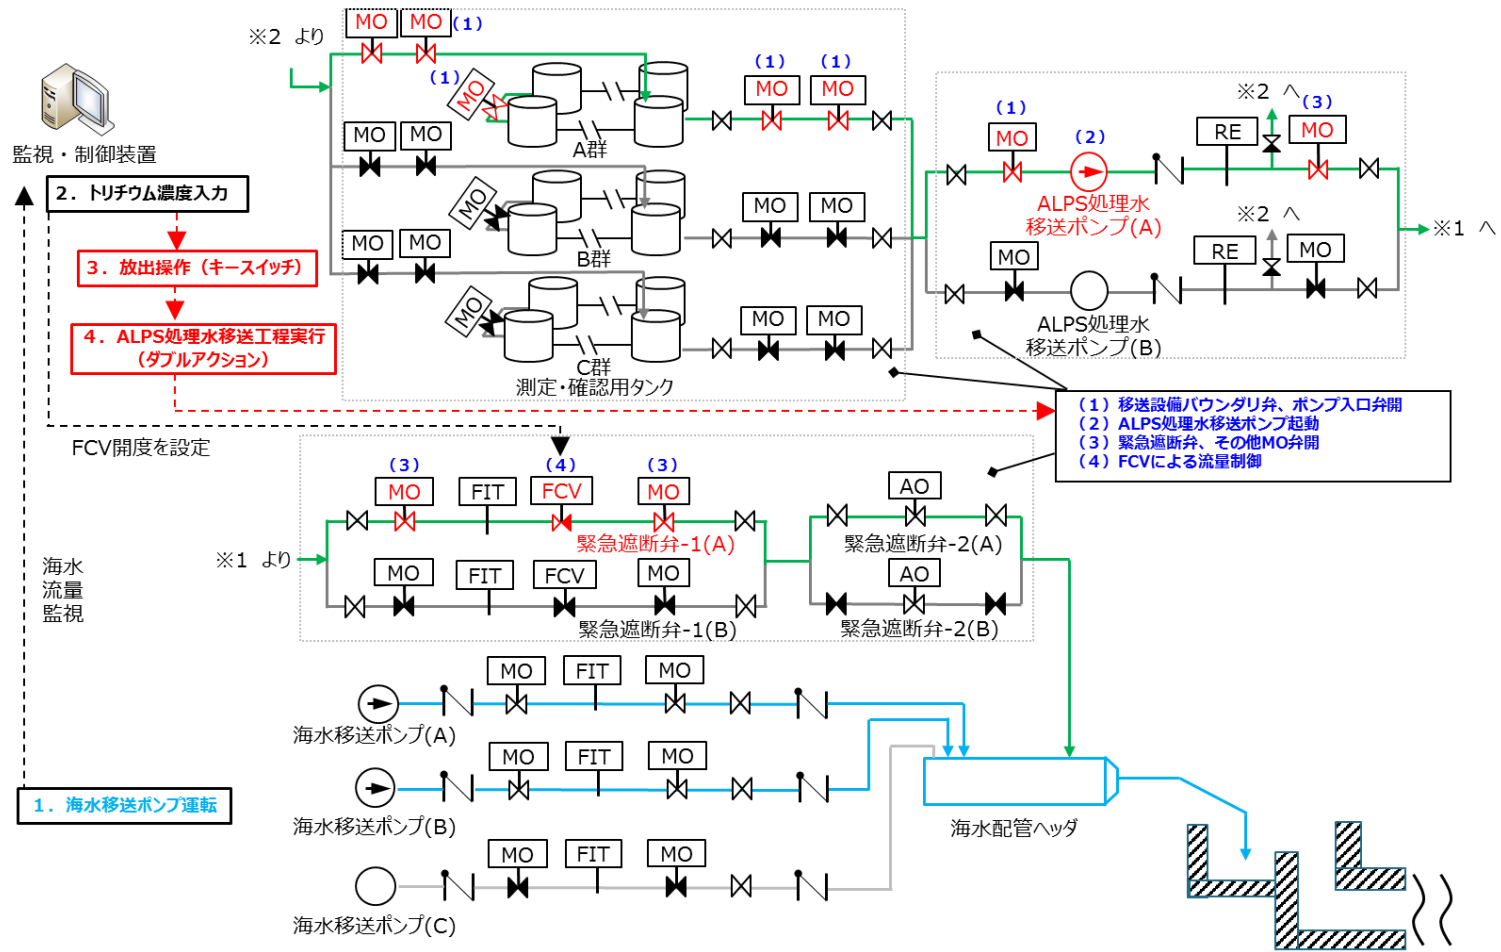 ※2 より
MO
MO
(1)
(1)
MO
A群
(1)
MO
(1)
MO
MO
MO
MO
B群
MO
MO
MO
MO
MO
C群
MO
MO
測定・確認用タンク
(1)
MO
(2)
RE
※2 へ
(3)
MO
ALPS処理水
移送ポンプ(A)
※1 へ
MO
RE
※2 へ
MO
ALPS処理水
移送ポンプ(B)
監視・制御装置
2．トリチウム濃度入力
3．放出操作（キースイッチ）
4．ALPS処理水移送工程実行
（ダブルアクション）
FCV開度を設定
（1）移送設備バウンダリ弁、ポンプ入口弁開
（2）ALPS処理水移送ポンプ起動
（3）緊急遮断弁、その他MO弁開
（4）FCVによる流量制御
※1 より
(3)
MO
FIT
(4)
FCV
(3)
MO
緊急遮断弁-1(A)
MO
FIT
FCV
MO
緊急遮断弁-1(B)
AO
緊急遮断弁-2(A)
AO
緊急遮断弁-2(B)
海水
流量
監視
1．海水移送ポンプ運転
MO
FIT
MO
海水移送ポンプ(A)
MO
FIT
MO
海水移送ポンプ(B)
MO
FIT
MO
海水移送ポンプ(C)
海水配管ヘッダ